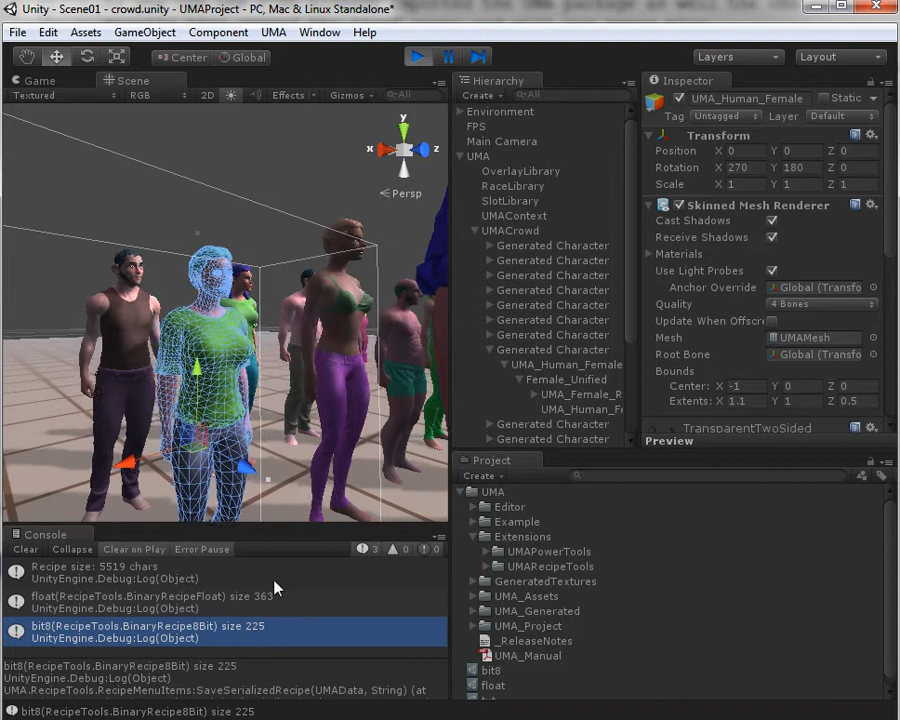 Unity - Scene01 - crowd.unity - UMAProject - PC, Mac & Linux Standalone*
File Edit Assets GameObject Component UMA Window Help
Center Global Layers Layout
Game Scene
Textured RGB 2D Effects Gizmos All
y
x z
Persp
Hierarchy
Create All
Environment
FPS
Main Camera
UMA
OverlayLibrary
RaceLibrary
SlotLibrary
UMAContext
UMACrowd
Generated Character
Generated Character
Generated Character
Generated Character
Generated Character
Generated Character
Generated Character
Generated Character
UMA_Human_Female
Female_Unified
UMA_Female_R
UMA_Human_Fe
Generated Character
Generated Character
Inspector
UMA_Human_Female Static
Tag Untagged Layer Default
Transform
Position X 0 Y 0 Z 0
Rotation X 270 Y 180 Z 0
Scale X 1 Y 1 Z 1
Skinned Mesh Renderer
Cast Shadows
Receive Shadows
Materials
Use Light Probes
Anchor Override Global (Transfo
Quality 4 Bones
Update When Offscre
Mesh UMAMesh
Root Bone Global (Transfo
Bounds
Center: X -1 Y 0 Z 0
Extents: X 1.1 Y 1 Z 0.5
TransparentTwoSided
Preview
Console
Clear Collapse Clear on Play Error Pause 3 0 0
Recipe size: 5519 chars
UnityEngine.Debug:Log(Object)
float(RecipeTools.BinaryRecipeFloat) size 363
UnityEngine.Debug:Log(Object)
bit8(RecipeTools.BinaryRecipe8Bit) size 225
UnityEngine.Debug:Log(Object)
bit8(RecipeTools.BinaryRecipe8Bit) size 225
UnityEngine.Debug:Log(Object)
UMA.RecipeTools.RecipeMenuItems:SaveSerializedRecipe(UMAData, String) (at
bit8(RecipeTools.BinaryRecipe8Bit) size 225
Project
Create
UMA
Editor
Example
Extensions
UMAPowerTools
UMARecipeTools
GeneratedTextures
UMA_Assets
UMA_Generated
UMA_Project
_ReleaseNotes
UMA_Manual
bit8
float